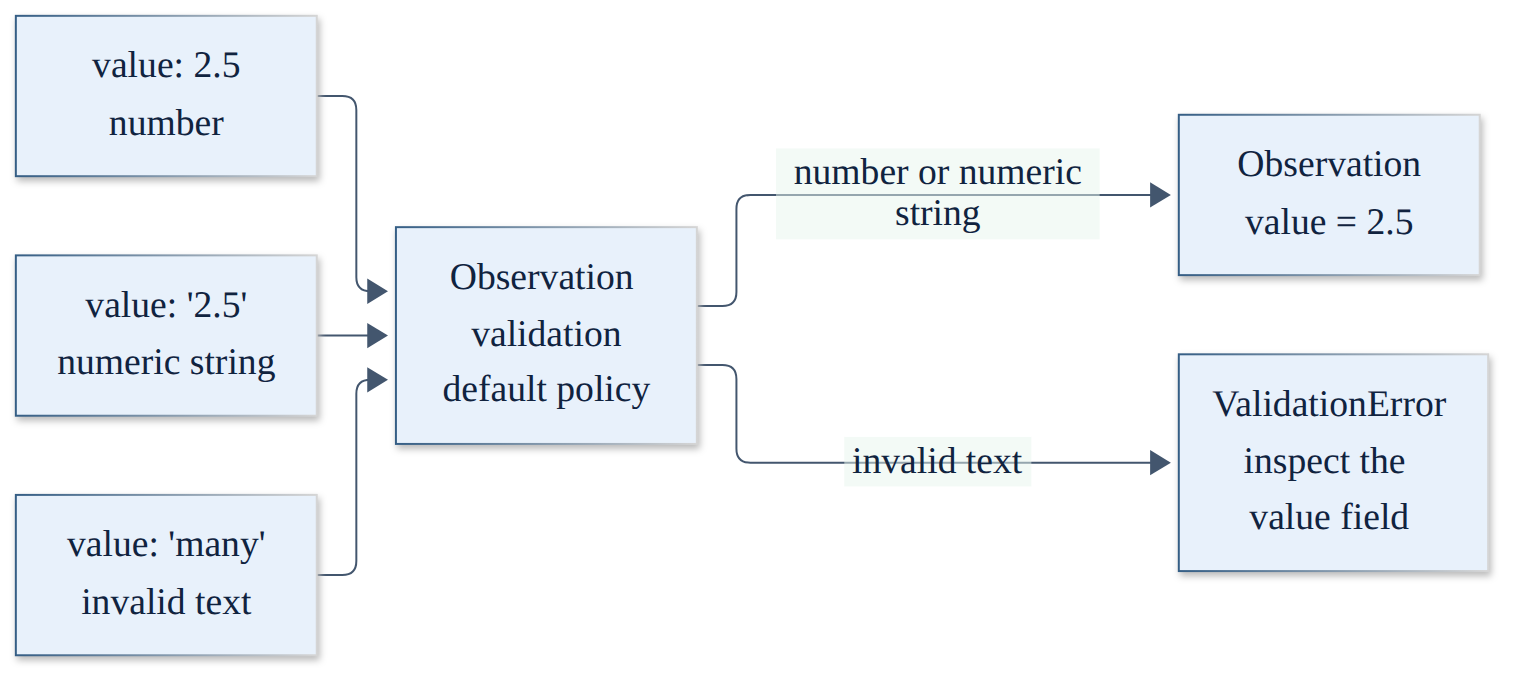 value: 2.5
number
value: '2.5'
numeric string
value: 'many'
invalid text
Observation
validation
default policy
number or numeric
string
invalid text
Observation
value = 2.5
ValidationError
inspect the
value field